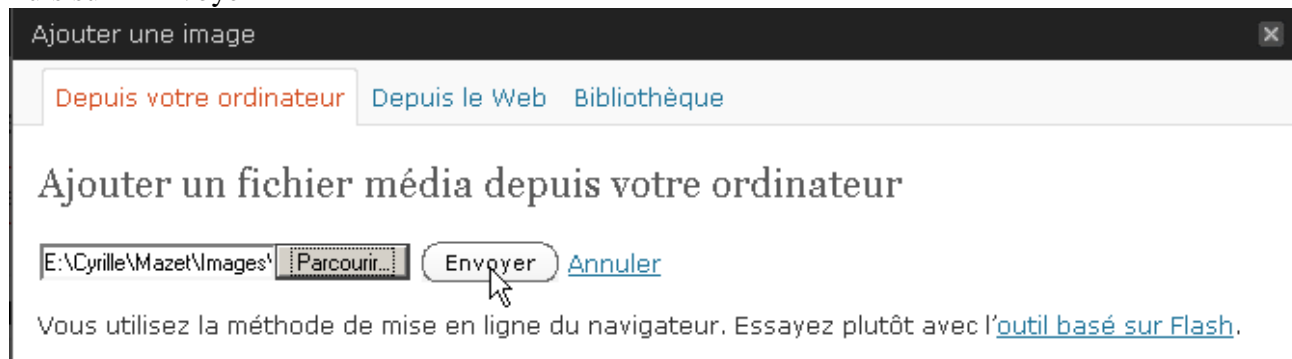 Ajouter une image
Depuis votre ordinateur Depuis le Web Bibliothèque
Ajouter un fichier média depuis votre ordinateur
E:\Cyrille\Mazet\Images\ Parcourir... Envoyer Annuler
Vous utilisez la méthode de mise en ligne du navigateur. Essayez plutôt avec l'outil basé sur Flash.